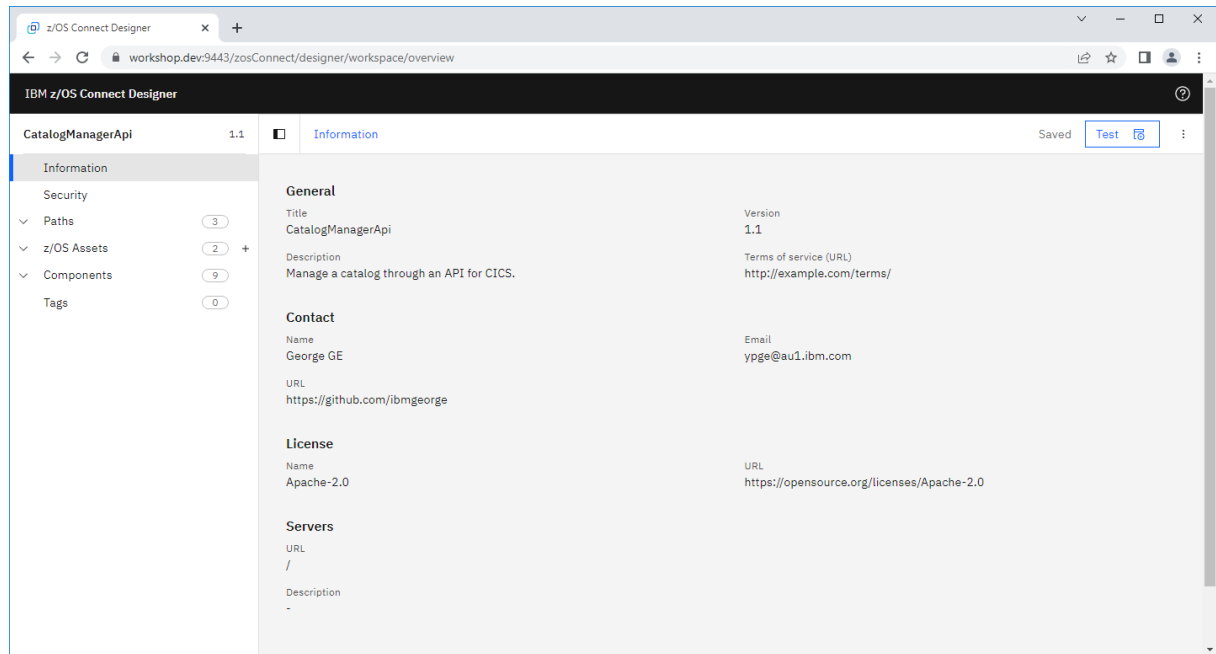 z/OS Connect Designer
workshop.dev:9443/zosConnect/designer/workspace/overview
IBM z/OS Connect Designer
CatalogManagerApi 1.1
Information
Security
Paths 3
z/OS Assets 2 +
Components 9
Tags 0
Information Saved Test
General
Title Version
CatalogManagerApi 1.1
Description Terms of service (URL)
Manage a catalog through an API for CICS. http://example.com/terms/
Contact
Name Email
George GE ypge@au1.ibm.com
URL
https://github.com/ibmgeorge
License
Name URL
Apache-2.0 https://opensource.org/licenses/Apache-2.0
Servers
URL
/
Description
-